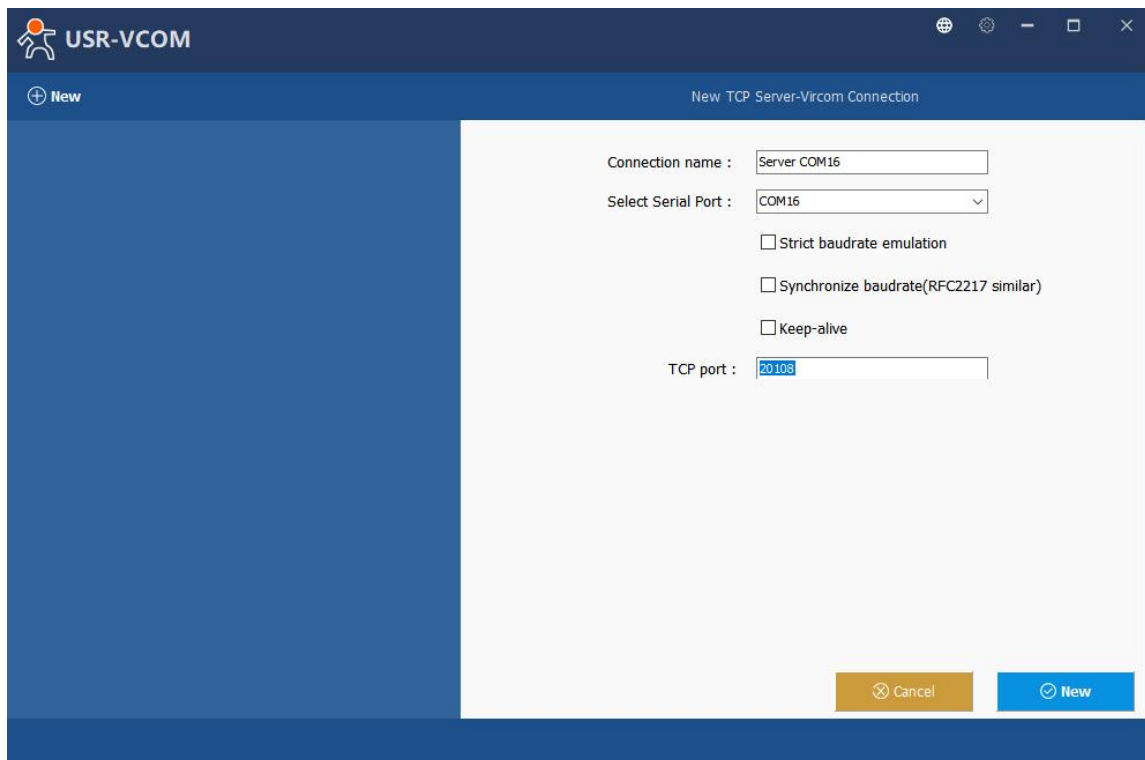 USR-VCOM
New
New TCP Server-Vircom Connection
Connection name :
Server COM16
Select Serial Port :
COM16
Strict baudrate emulation
Synchronize baudrate(RFC2217 similar)
Keep-alive
TCP port :
20108
Cancel
New